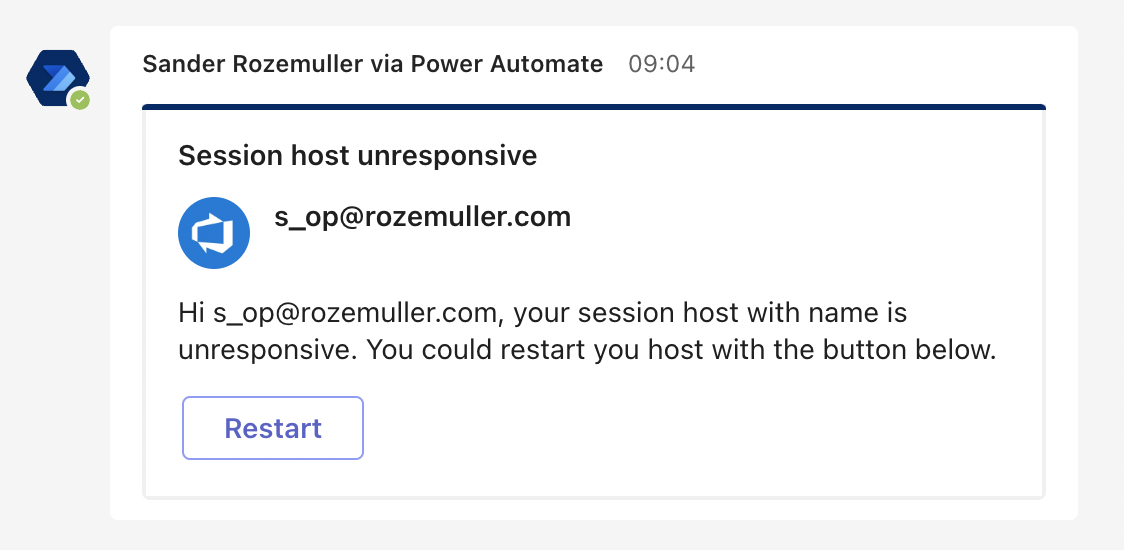 Sander Rozemuller via Power Automate 09:04
Session host unresponsive
s_op@rozemuller.com
Hi s_op@rozemuller.com, your session host with name is
unresponsive. You could restart you host with the button below.
Restart